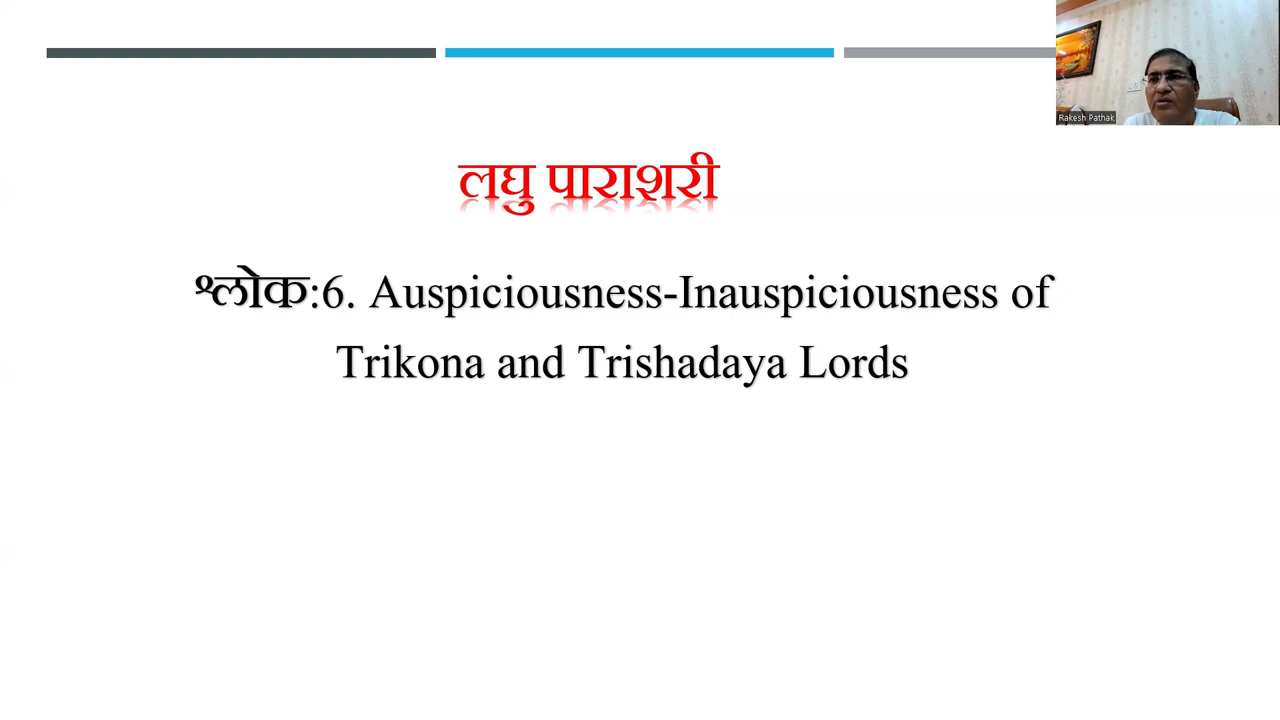 Rakesh Pathak
लघु पाराशरी
श्लोक:6. Auspiciousness-Inauspiciousness of
Trikona and Trishadaya Lords